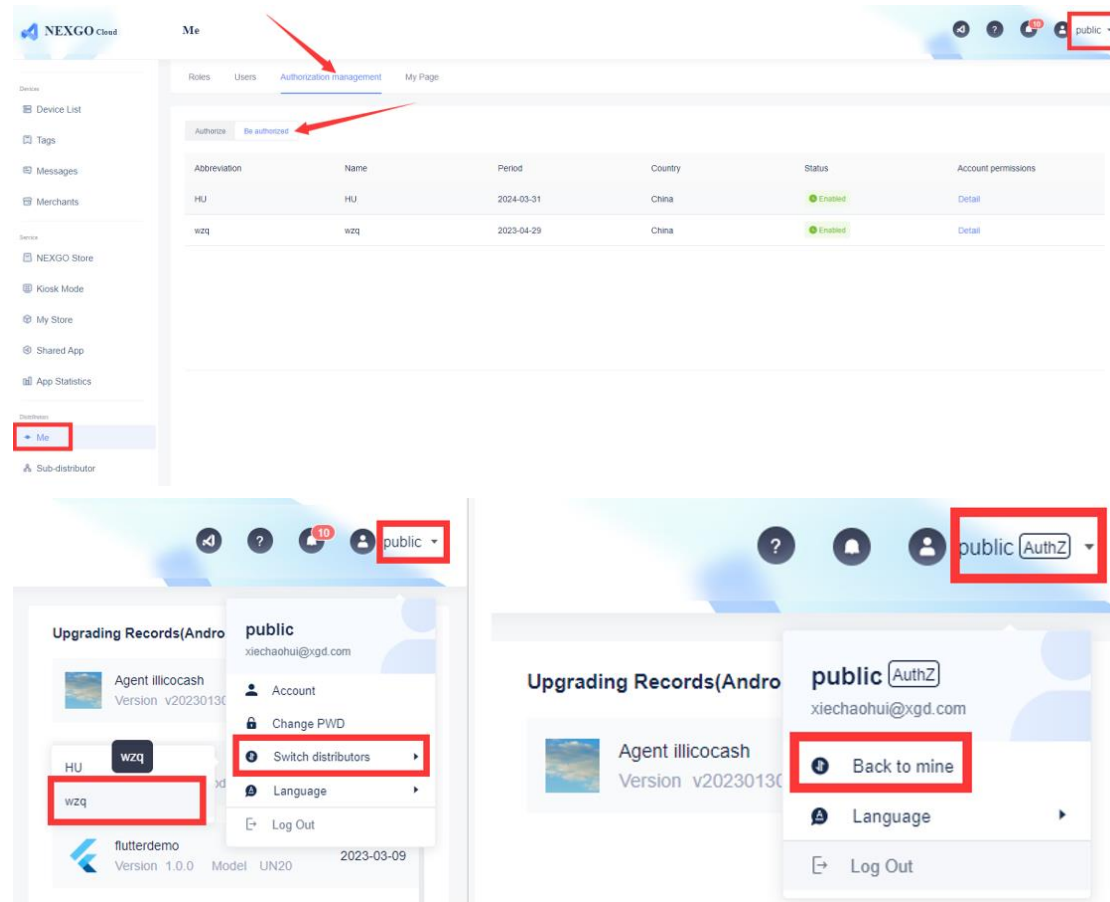 NEXGO Cloud
Me
10
public
Roles Users Authorization management My Page
Devices
Device List
Tags
Messages
Merchants
Service
NEXGO Store
Kiosk Mode
My Store
Shared App
App Statistics
Distributor
Me
Sub-distributor
Authorize Be authorized
Abbreviation Name Period Country Status Account permissions
HU HU 2024-03-31 China Enabled Detail
wzq wzq 2023-04-29 China Enabled Detail
? 10 public
Upgrading Records(Andro
Agent illicocash
Version v20230130
public
xiechaohui@xgd.com
Account
Change PWD
Switch distributors
Language
Log Out
HU
wzq
wzq
flutterdemo
Version 1.0.0 Model UN20
2023-03-09
? public AuthZ
Upgrading Records(Andro
Agent illicocash
Version v20230130
public AuthZ
xiechaohui@xgd.com
Back to mine
Language
Log Out